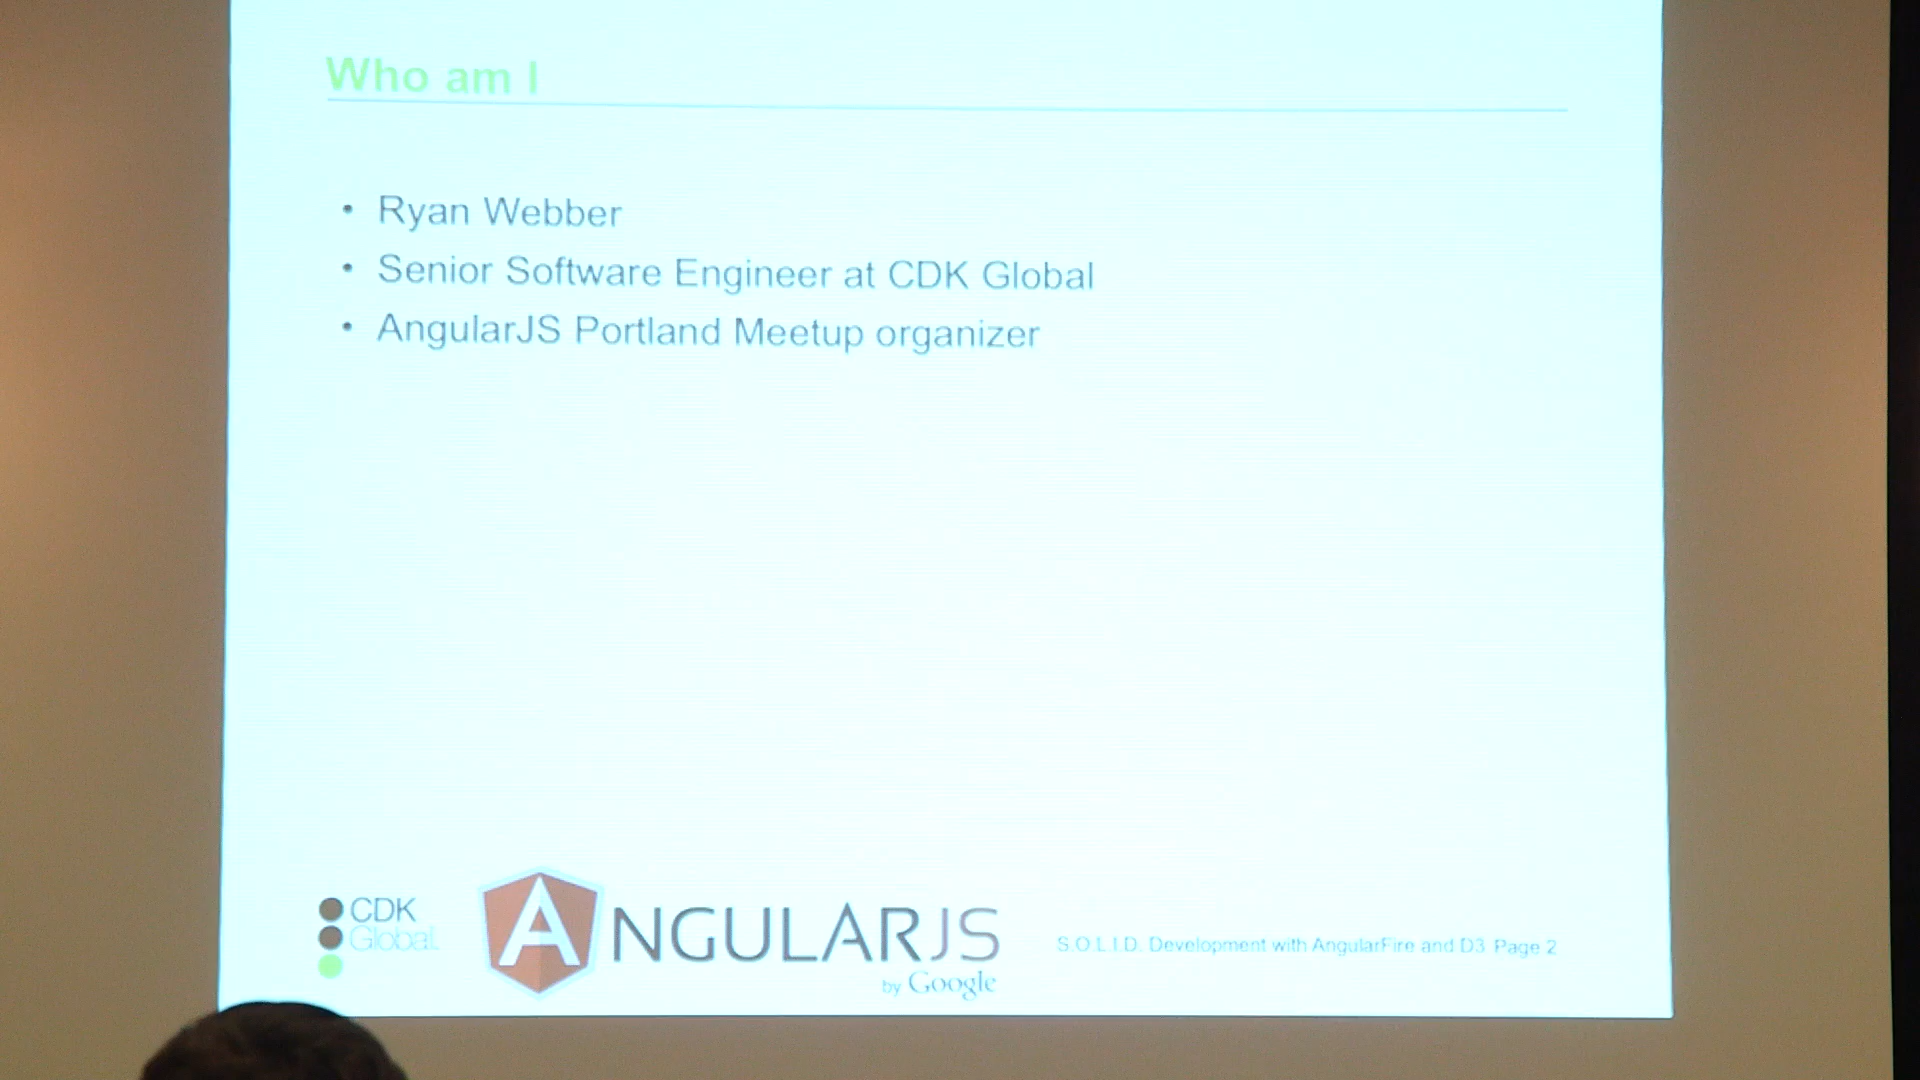 Who am I
• Ryan Webber
• Senior Software Engineer at CDK Global
• AngularJS Portland Meetup organizer
CDK
Global
ANGULARJS
by Google
S.O.L.I.D. Development with AngularFire and D3 Page 2